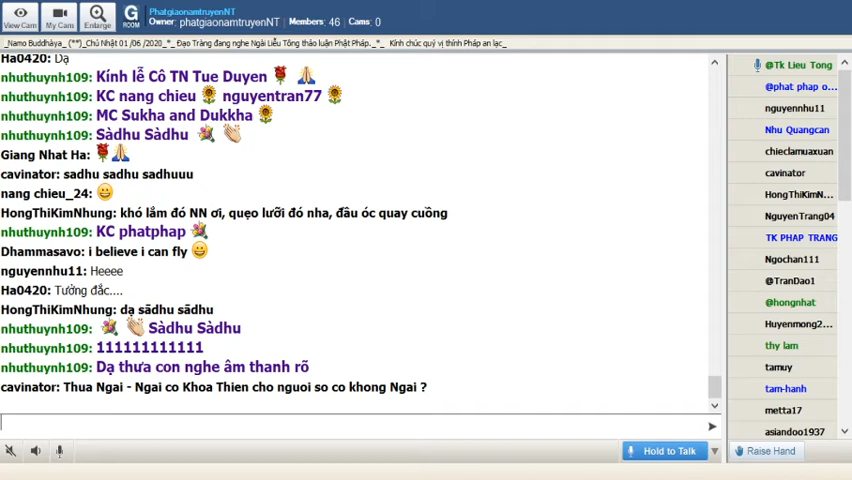 View Cam
My Cam
Enlarge
G
ROOM
PhatgiaonamtruyenNT
Owner: phatgiaonamtruyenNT Members: 46 Cams: 0
_Namo Buddhàya_ (**)_Chủ Nhật 01 /06 /2020_*_ Đạo Tràng đang nghe Ngài Liễu Tông thảo luận Phật Pháp._*_ Kính chúc quý vị thính Pháp an lạc_
Ha0420: Dạ
nhuthuynh109: Kính lễ Cô TN Tue Duyen 🌹 🙏
nhuthuynh109: KC nang chieu 🌻 nguyentran77 🌻
nhuthuynh109: MC Sukha and Dukkha 🌻
nhuthuynh109: Sàdhu Sàdhu 💐 👏
Giang Nhat Ha: 🌹🙏
cavinator: sadhu sadhu sadhuuu
nang chieu_24: 😀
HongThiKimNhung: khó lắm đó NN ơi, quẹo lưỡi đó nha, đầu óc quay cuồng
nhuthuynh109: KC phatphap 💐
Dhammasavo: i believe i can fly 😀
nguyennhu11: Heeee
Ha0420: Tưởng đắc....
HongThiKimNhung: dạ sādhu sādhu
nhuthuynh109: 💐 👏 Sàdhu Sàdhu
nhuthuynh109: 111111111111
nhuthuynh109: Dạ thưa con nghe âm thanh rõ
cavinator: Thua Ngai - Ngai co Khoa Thien cho nguoi so co khong Ngai ?
@Tk Lieu Tong
@phat phap o...
nguyennhu11
Nhu Quangcan
chieclamuaxuan
cavinator
HongThiKimN...
NguyenTrang04
TK PHAP TRANG
Ngochan111
@TranDao1
@hongnhat
Huyenmong2...
thy lam
tamuy
tam-hanh
metta17
asiandoo1937
Hold to Talk
Raise Hand